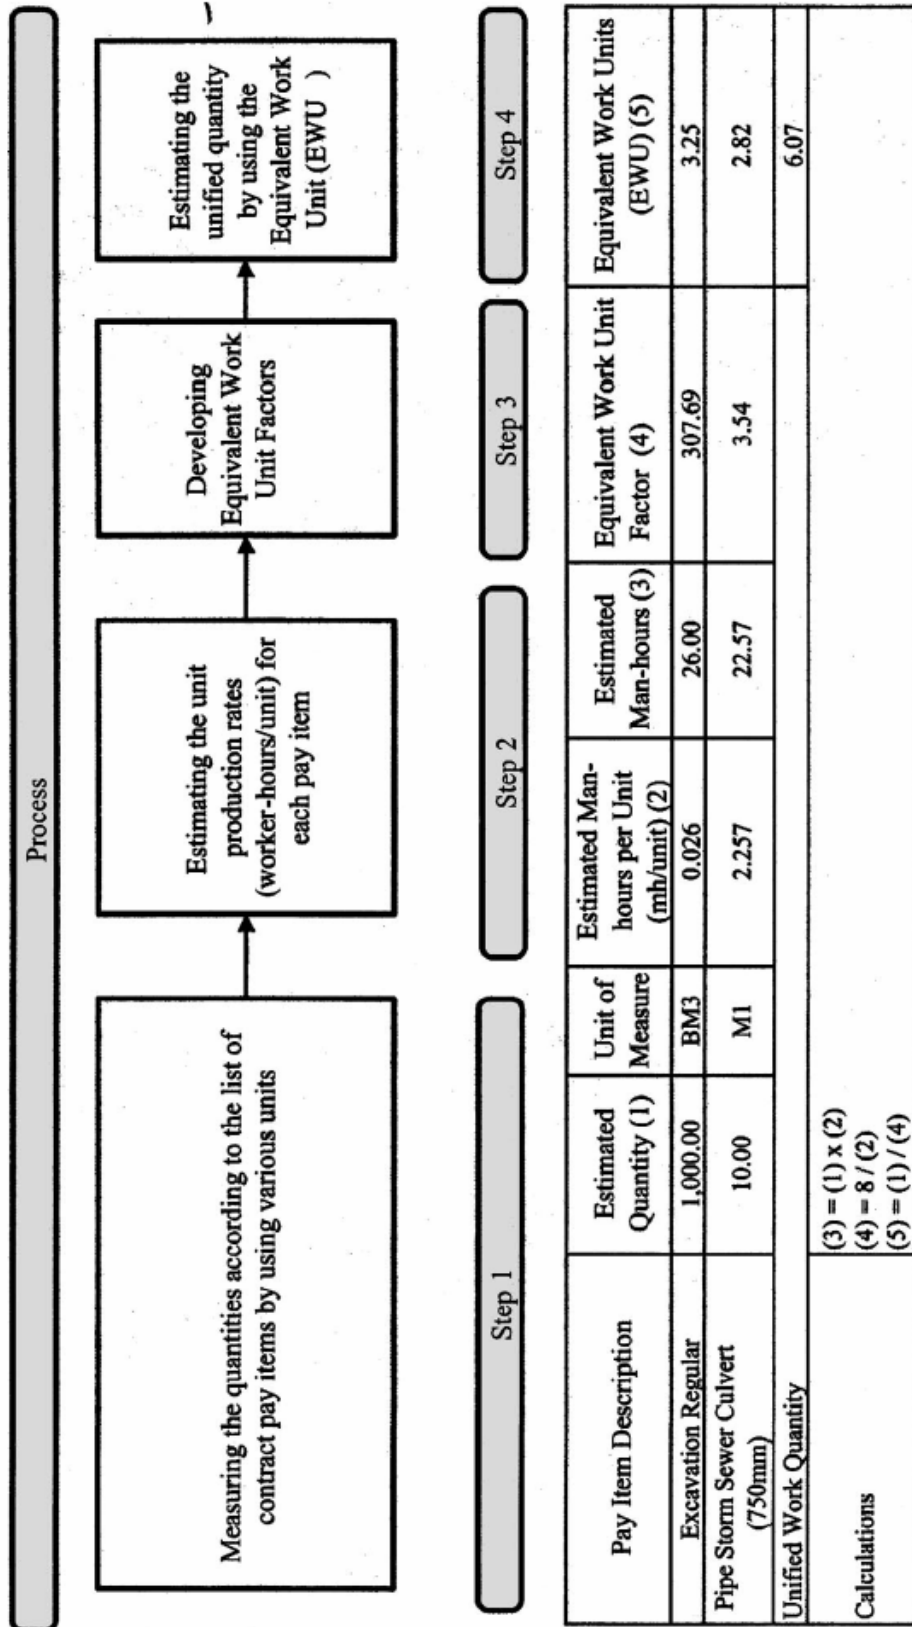 Process
Measuring the quantities according to the list of
contract pay items by using various units
Estimating the unit
production rates
(worker-hours/unit) for
each pay item
Developing
Equivalent Work
Unit Factors
Estimating the
unified quantity
by using the
Equivalent Work
Unit (EWU )
Step 1
Step 2
Step 3
Step 4
Pay Item Description
Estimated
Quantity (1)
Unit of
Measure
Estimated Man-
hours per Unit
(mh/unit) (2)
Estimated
Man-hours (3)
Equivalent Work Unit
Factor (4)
Equivalent Work Units
(EWU) (5)
Excavation Regular 1,000.00 BM3 0.026 26.00 307.69 3.25
Pipe Storm Sewer Culvert
(750mm)
10.00 M1 2.257 22.57 3.54 2.82
Unified Work Quantity 6.07
Calculations
(3) = (1) x (2)
(4) = 8 / (2)
(5) = (1) / (4)